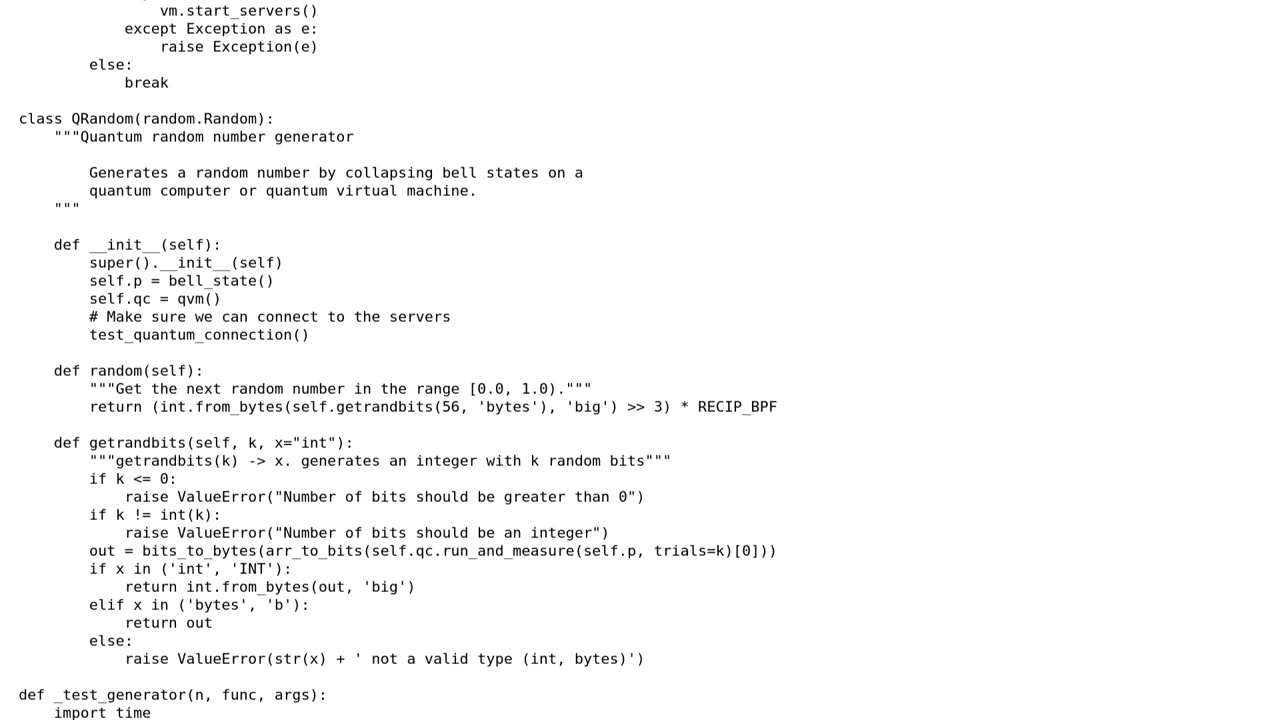 vm.start_servers()
            except Exception as e:
                raise Exception(e)
        else:
            break

class QRandom(random.Random):
    """Quantum random number generator

        Generates a random number by collapsing bell states on a
        quantum computer or quantum virtual machine.
    """

    def __init__(self):
        super().__init__(self)
        self.p = bell_state()
        self.qc = qvm()
        # Make sure we can connect to the servers
        test_quantum_connection()

    def random(self):
        """Get the next random number in the range [0.0, 1.0)."""
        return (int.from_bytes(self.getrandbits(56, 'bytes'), 'big') >> 3) * RECIP_BPF

    def getrandbits(self, k, x="int"):
        """getrandbits(k) -> x. generates an integer with k random bits"""
        if k <= 0:
            raise ValueError("Number of bits should be greater than 0")
        if k != int(k):
            raise ValueError("Number of bits should be an integer")
        out = bits_to_bytes(arr_to_bits(self.qc.run_and_measure(self.p, trials=k)[0]))
        if x in ('int', 'INT'):
            return int.from_bytes(out, 'big')
        elif x in ('bytes', 'b'):
            return out
        else:
            raise ValueError(str(x) + ' not a valid type (int, bytes)')

def _test_generator(n, func, args):
    import time